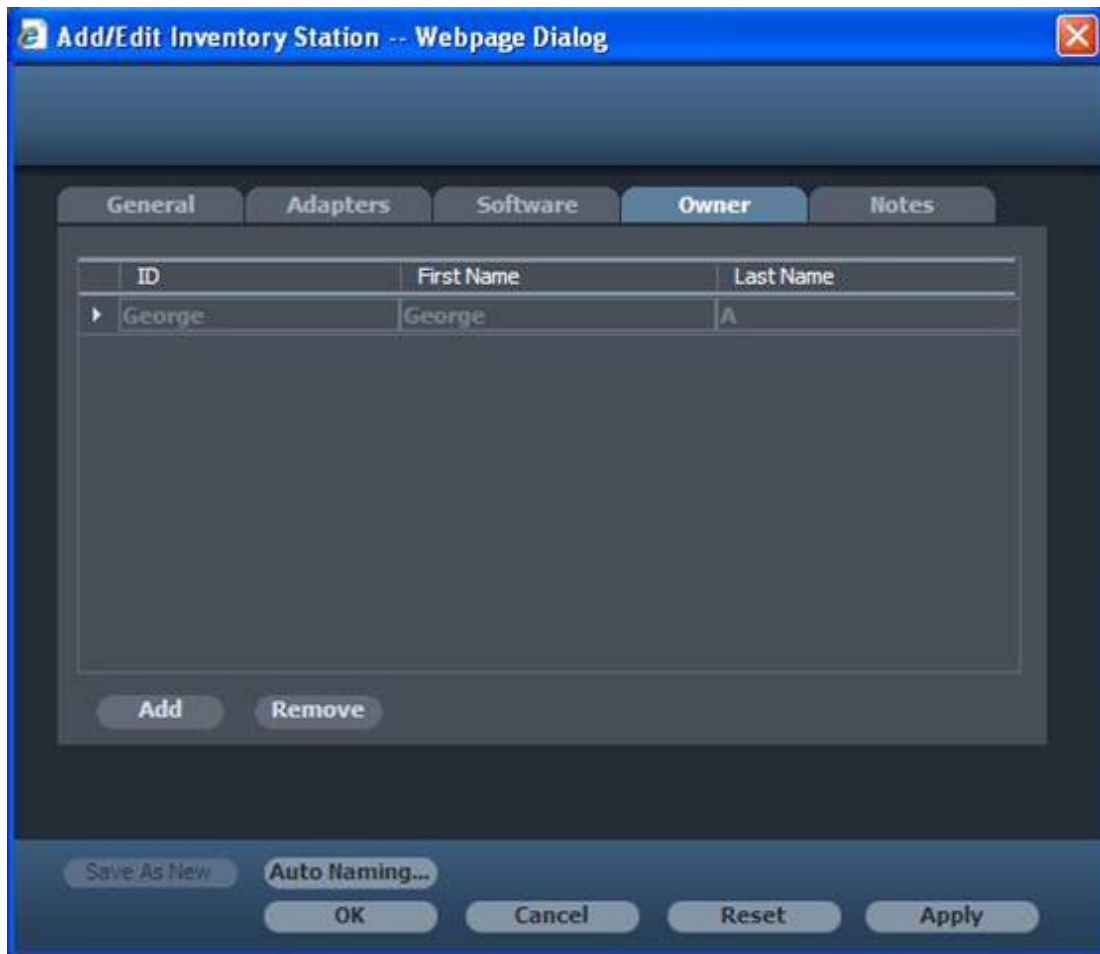 Add/Edit Inventory Station -- Webpage Dialog
General Adapters Software Owner Notes
ID First Name Last Name
George George A
Add Remove
Save As New Auto Naming...
OK Cancel Reset Apply